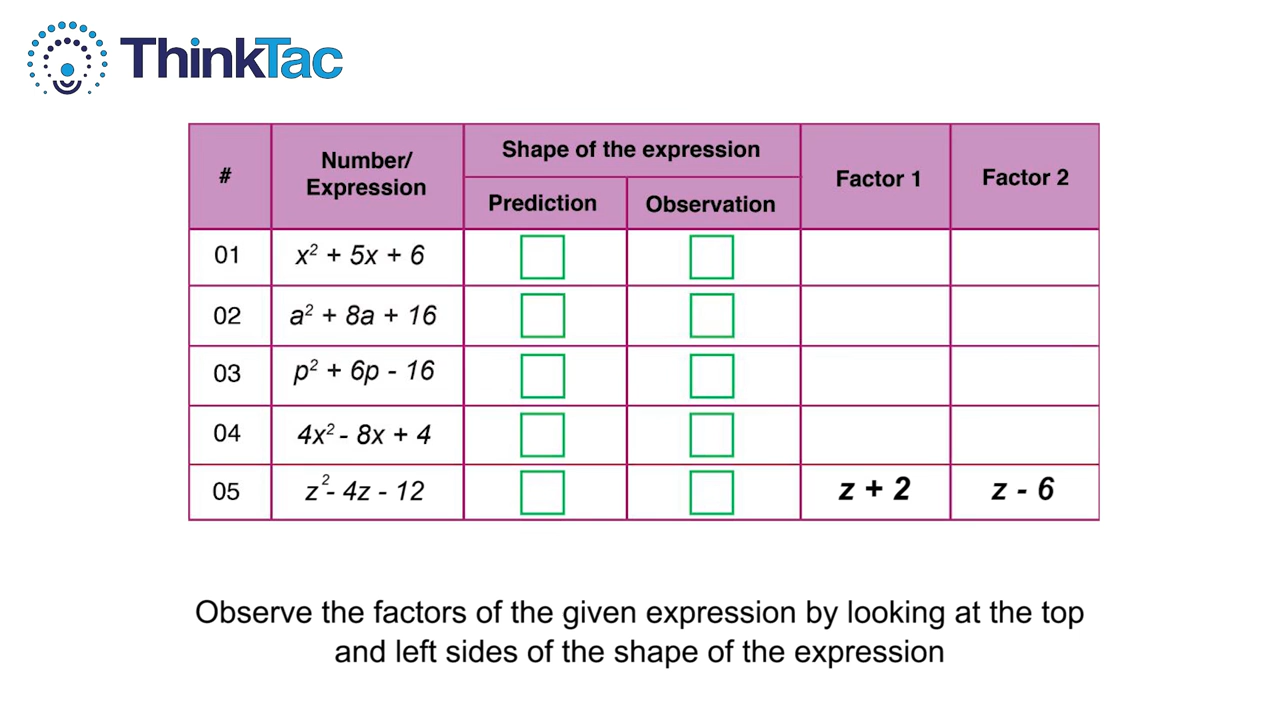 ThinkTac
# Number/ Expression Shape of the expression Prediction Observation Factor 1 Factor 2
01 x² + 5x + 6
02 a² + 8a + 16
03 p² + 6p - 16
04 4x² - 8x + 4
05 z² - 4z - 12 z + 2 z - 6
Observe the factors of the given expression by looking at the top
and left sides of the shape of the expression